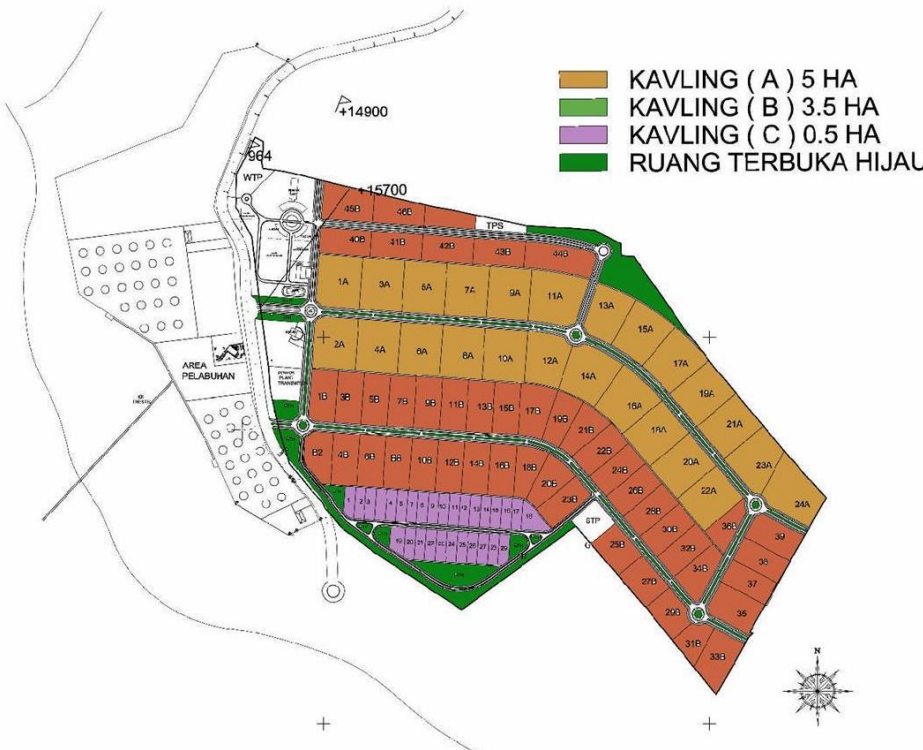 KAVLING ( A ) 5 HA
KAVLING ( B ) 3.5 HA
KAVLING ( C ) 0.5 HA
RUANG TERBUKA HIJAU
+14900
964
WTP
+15700
45B 46B
TPS
40B 41B 42B 43B 44B
1A 3A 5A 7A 9A 11A 13A 15A 17A 19A 21A 23A 24A
2A 4A 6A 8A 10A 12A 14A 16A 18A 20A 22A
AREA
PELABUHAN
1B 3B 5B 7B 9B 11B 13B 15B 17B 19B 21B 22B 24B 26B 28B 30B 32B 34B 36B
B2 4B 6B 8B 10B 12B 14B 16B 18B 20B 23B
STP
25B 27B 29B 31B 33B
39
38
37
35
1 2 3 4 5 7 8 9 10 11 12 13 14 15 16 17 18
19 20 21 22 23 24 25 26 27 28 29
N